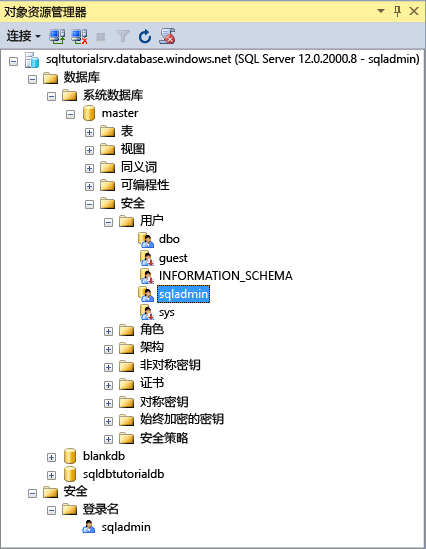 对象资源管理器
连接
sqltutorialsrv.database.windows.net (SQL Server 12.0.2000.8 - sqladmin)
数据库
系统数据库
master
表
视图
同义词
可编程性
安全
用户
dbo
guest
INFORMATION_SCHEMA
sqladmin
sys
角色
架构
非对称密钥
证书
对称密钥
始终加密的密钥
安全策略
blankdb
sqldbtutorialdb
安全
登录名
sqladmin